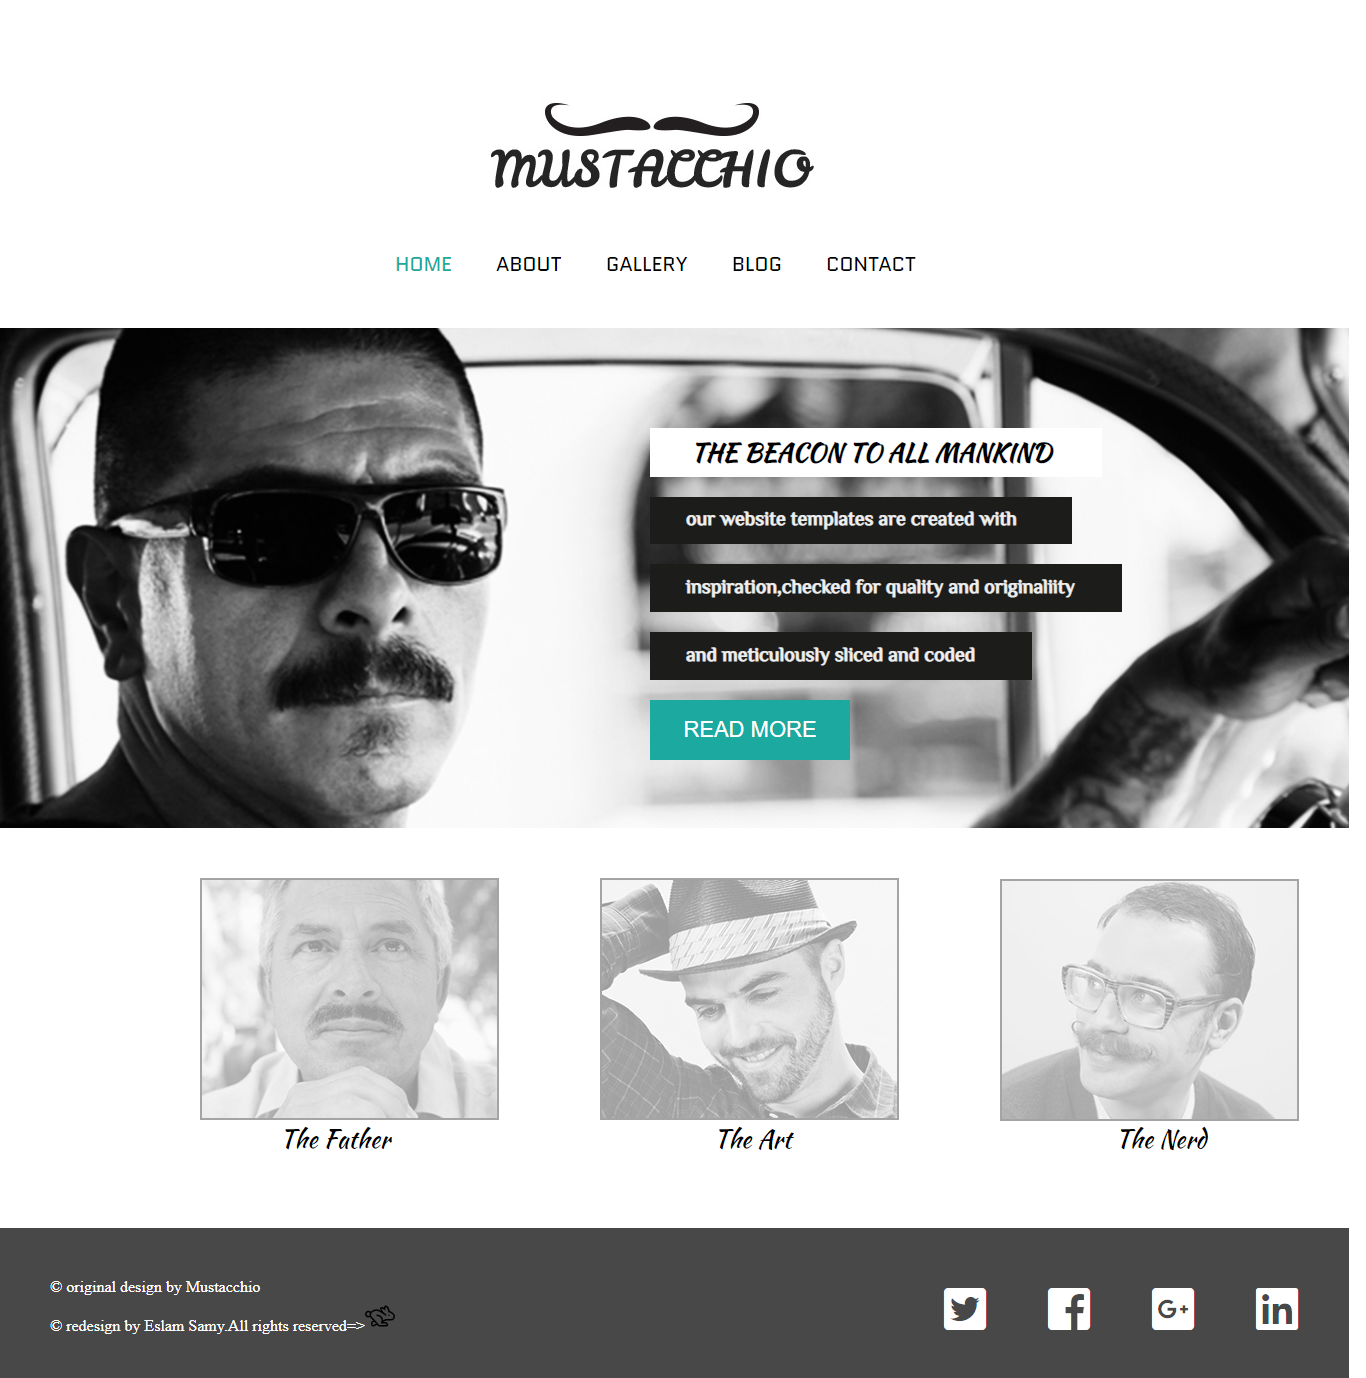 MUSTACCHIO
HOME ABOUT GALLERY BLOG CONTACT
THE BEACON TO ALL MANKIND
our website templates are created with
inspiration,checked for quality and originaliity
and meticulously sliced and coded
READ MORE
The Father The Art The Nerd
© original design by Mustacchio
© redesign by Eslam Samy.All rights reserved=>